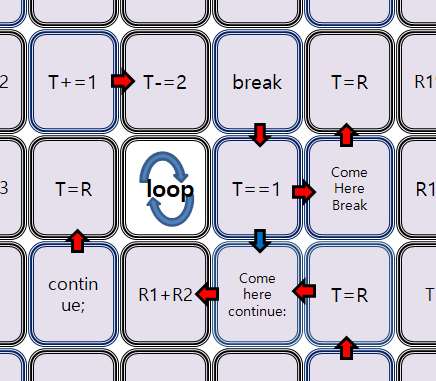 2
T+=1
T-=2
break
T=R
R1
3
T=R
loop
T==1
Come
Here
Break
R1
contin
ue;
R1+R2
Come
here
continue:
T=R
T